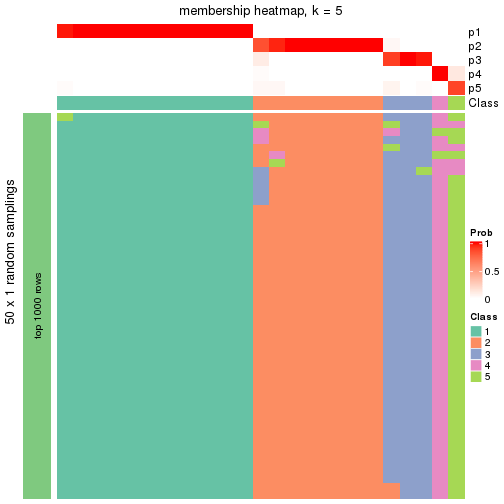 membership heatmap, k = 5
p1
p2
p3
p4
p5
Class
50 x 1 random samplings
top 1000 rows
Prob
1
0.5
0
Class
1
2
3
4
5